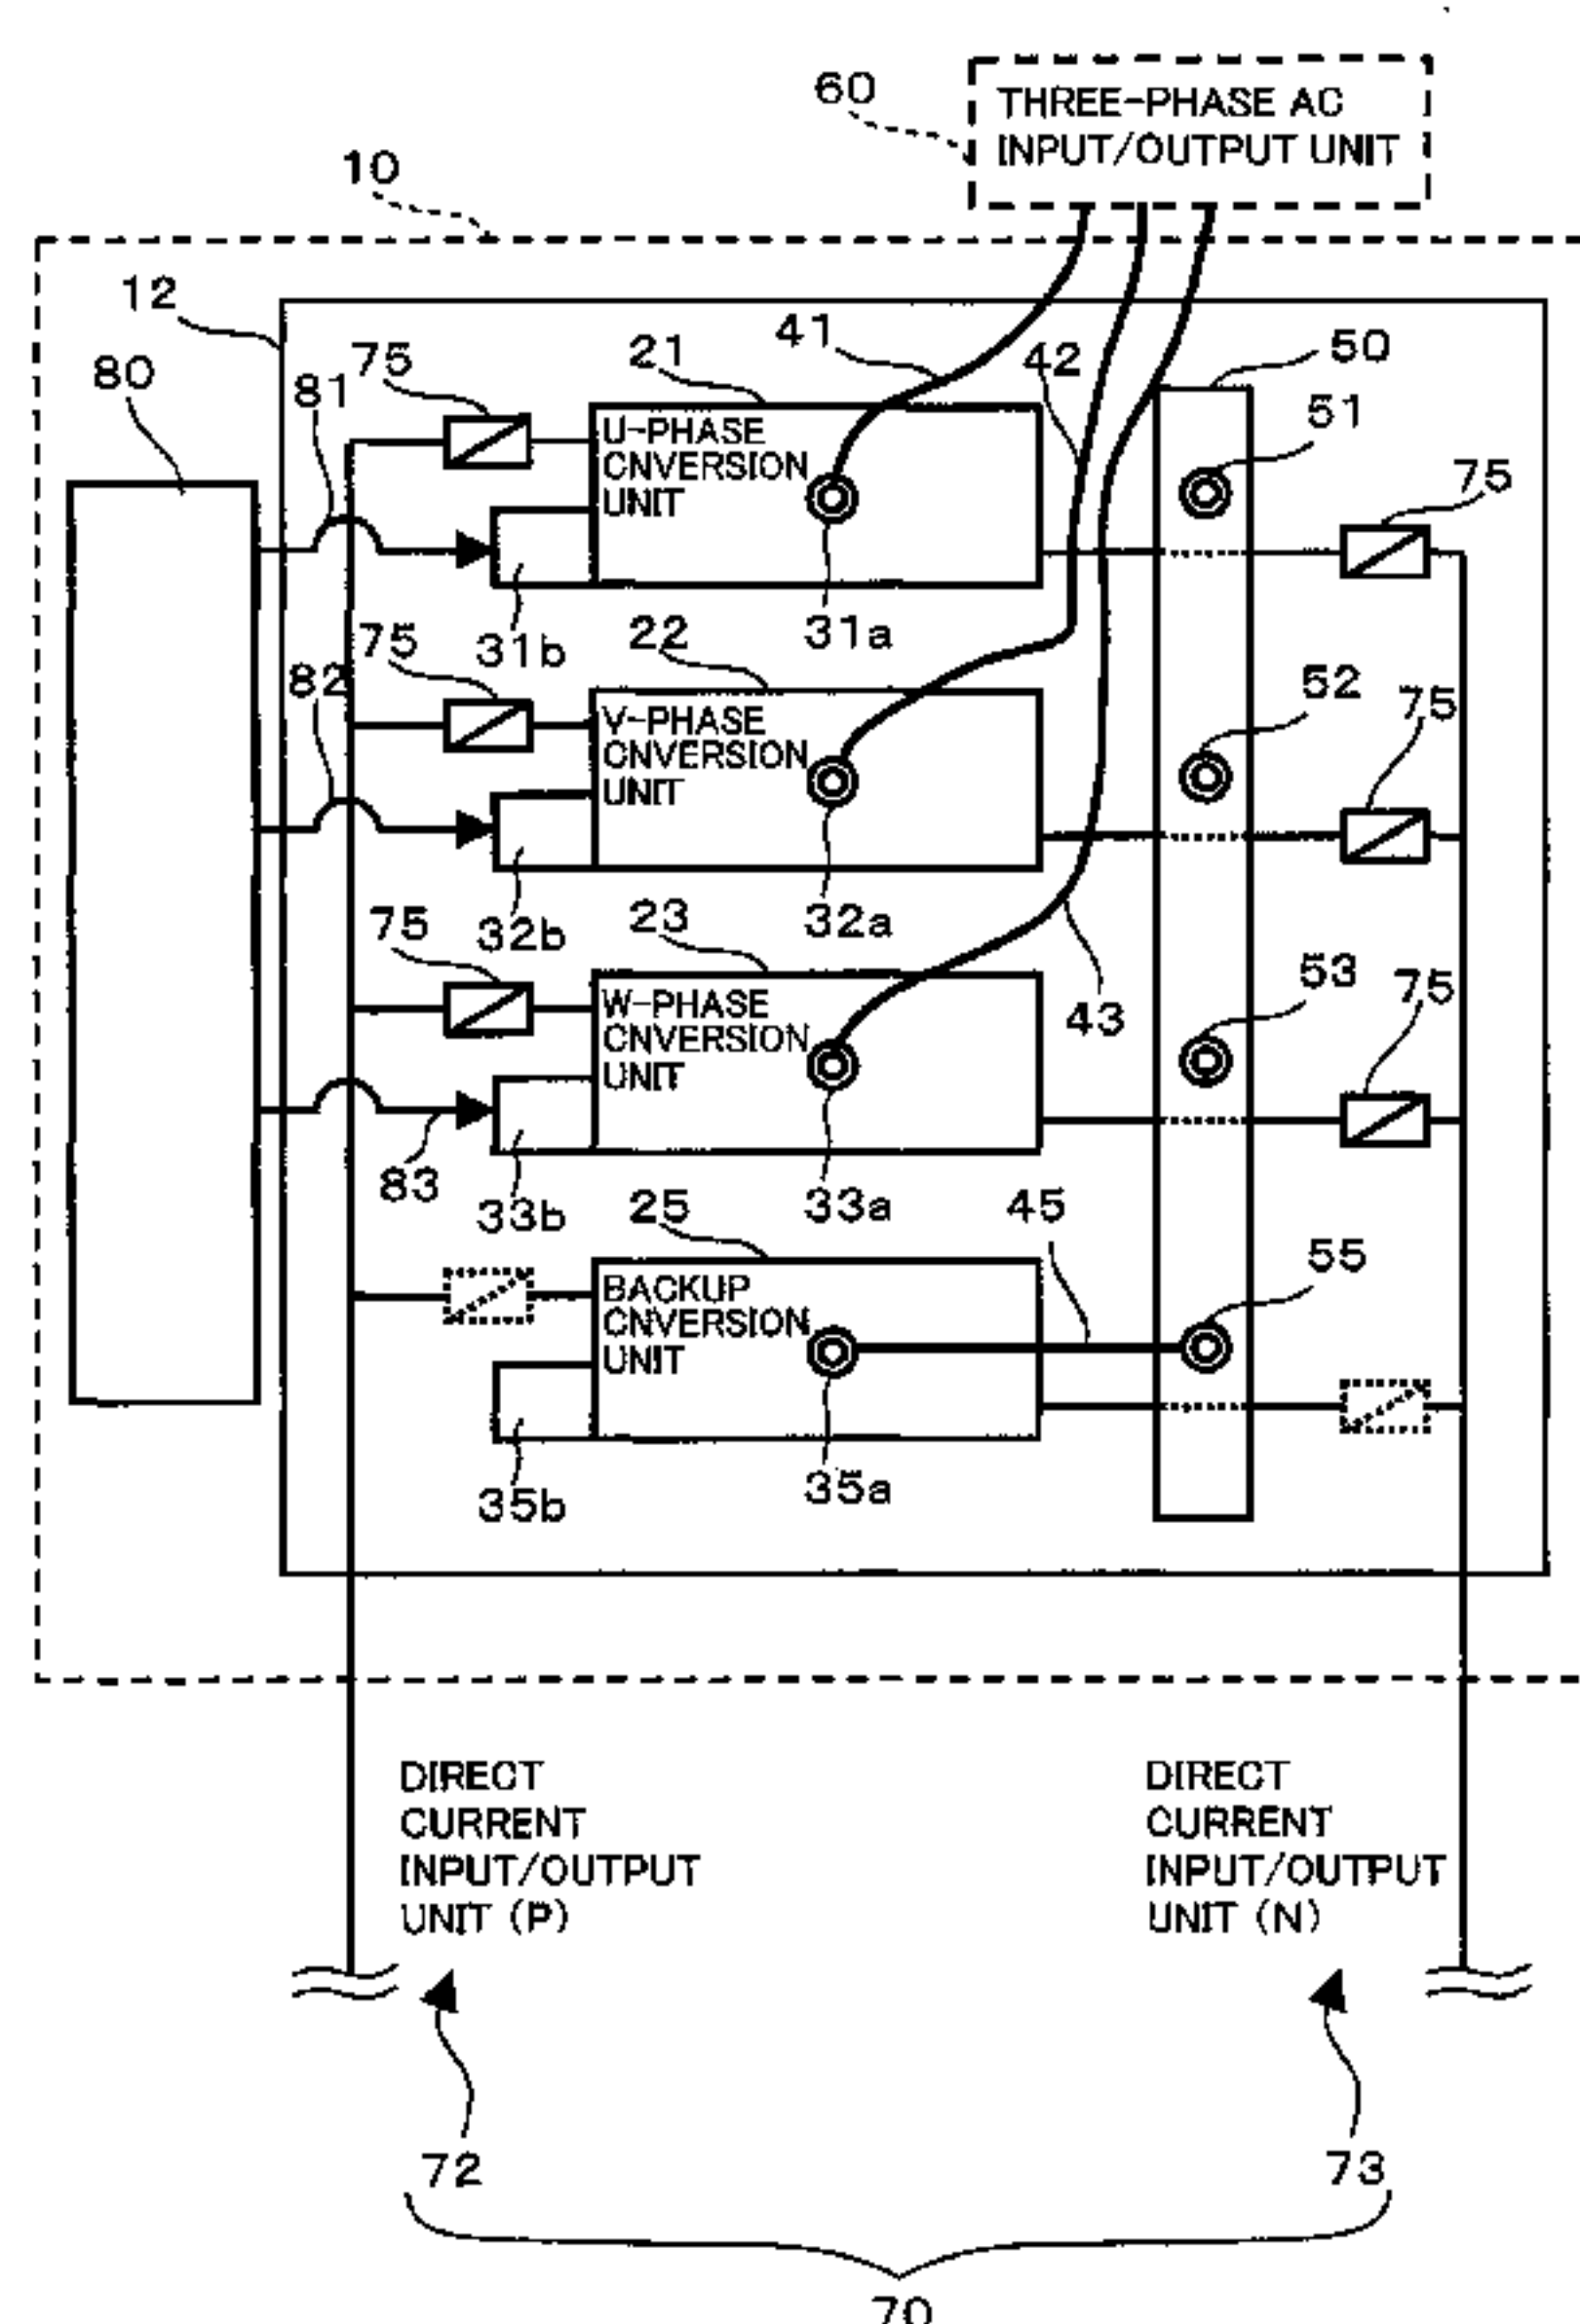 60
THREE-PHASE AC
INPUT/OUTPUT UNIT
10
12
80
81
75
21
41
42
50
51
U-PHASE
CNVERSION
UNIT
75
31b
31a
75
22
82
52
75
V-PHASE
CNVERSION
UNIT
32b
32a
75
23
43
53
75
W-PHASE
CNVERSION
UNIT
83
33b
33a
25
45
55
BACKUP
CNVERSION
UNIT
35b
35a
DIRECT
CURRENT
INPUT/OUTPUT
UNIT (P)
DIRECT
CURRENT
INPUT/OUTPUT
UNIT (N)
72
73
70